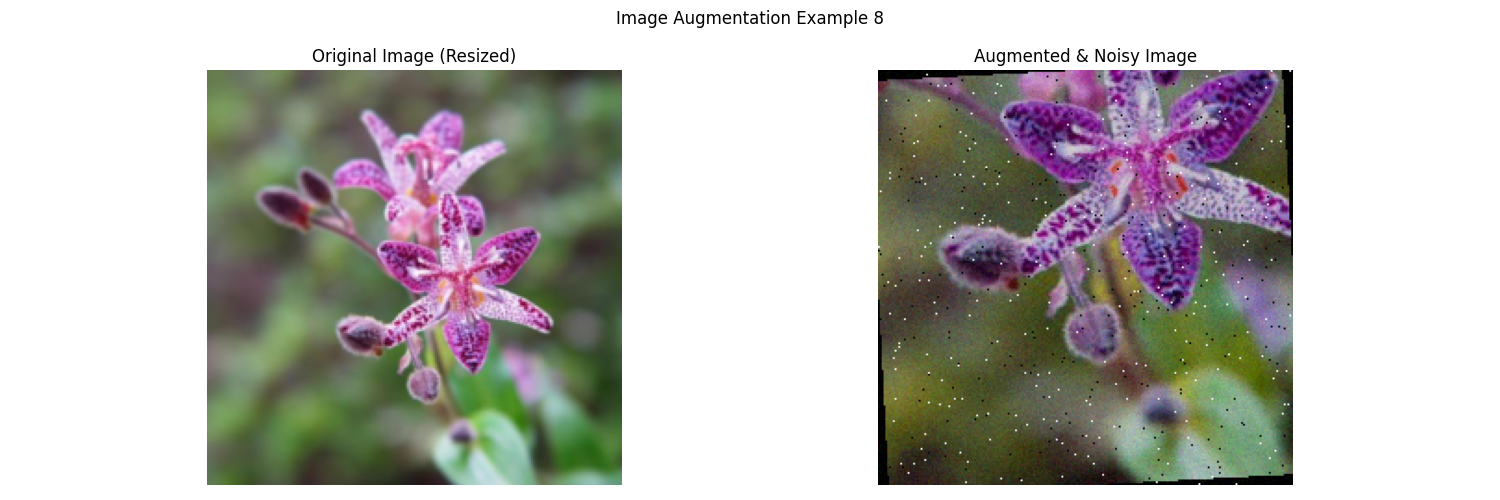 Image Augmentation Example 8
Original Image (Resized)
Augmented & Noisy Image